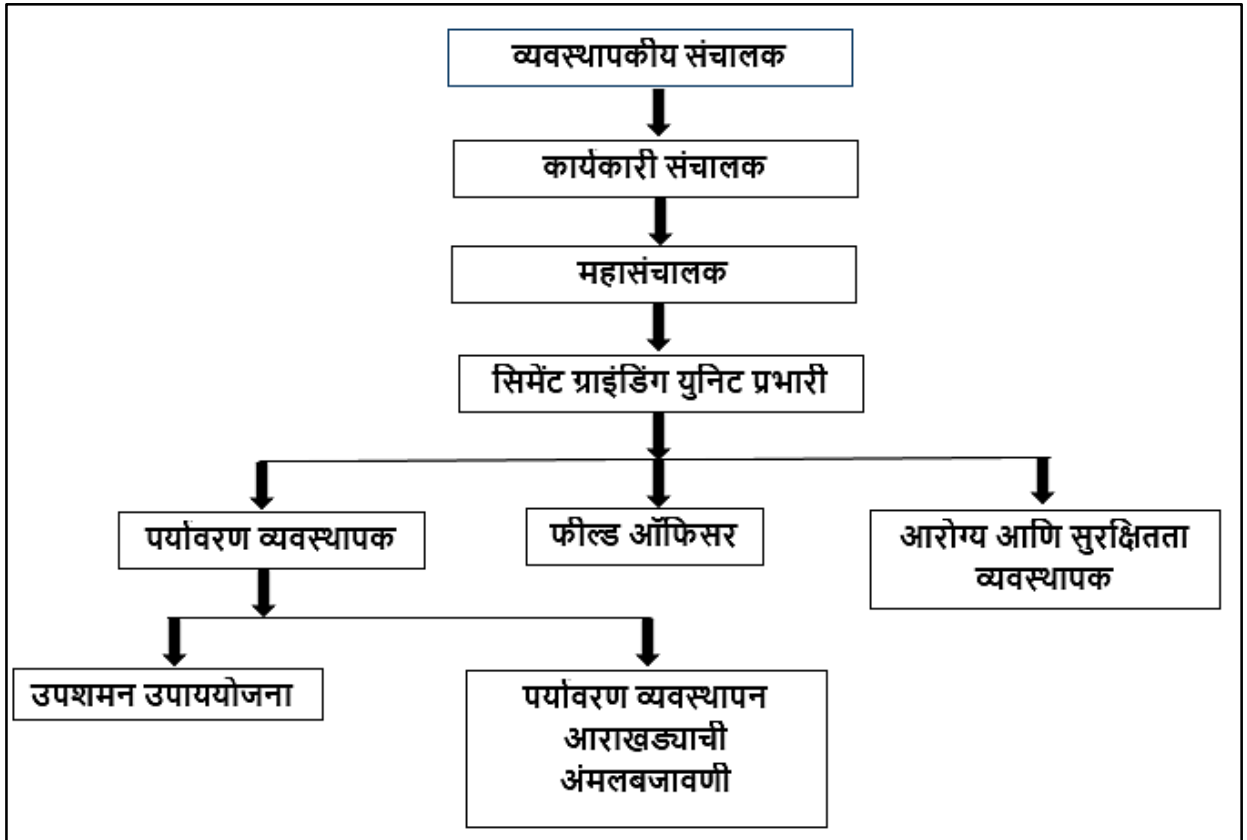 व्यवस्थापकीय संचालक
कार्यकारी संचालक
महासंचालक
सिमेंट ग्राइंडिंग युनिट प्रभारी
पर्यावरण व्यवस्थापक
फील्ड ऑफिसर
आरोग्य आणि सुरक्षितता
व्यवस्थापक
उपशमन उपाययोजना
पर्यावरण व्यवस्थापन
आराखड्याची
अंमलबजावणी